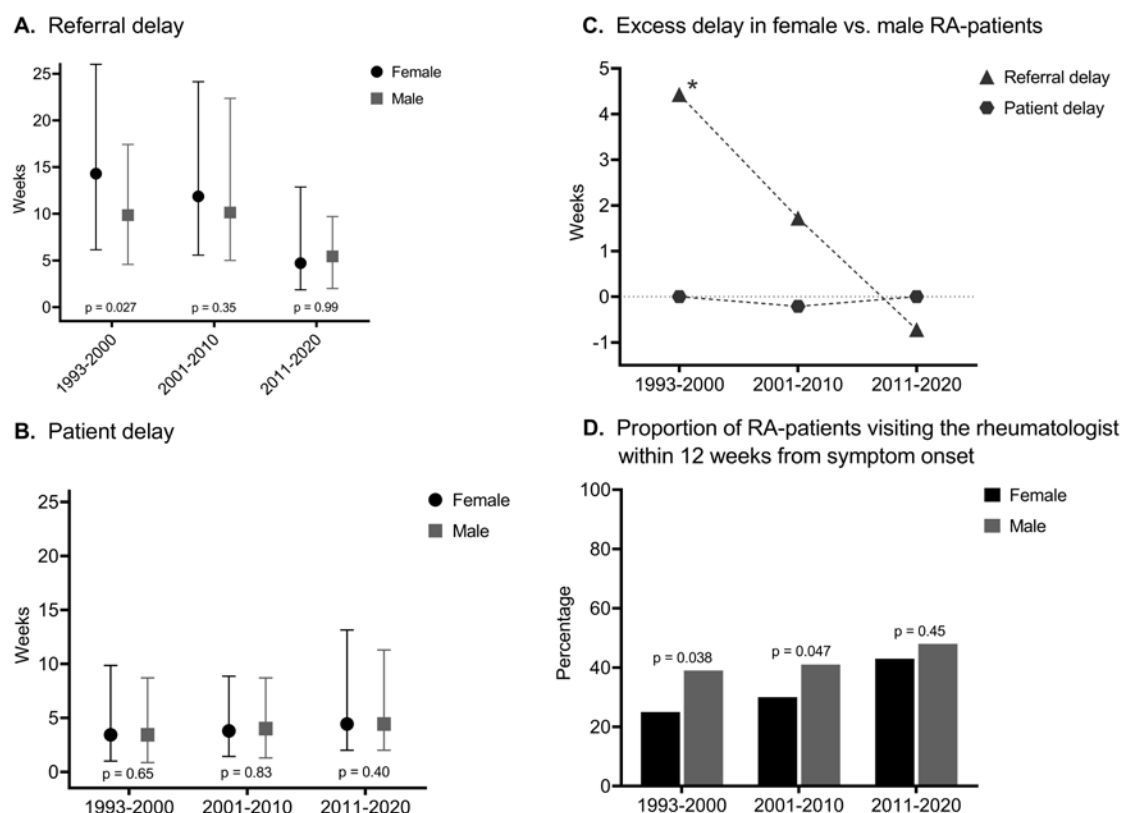 A. Referral delay
25
20
15
10
5
0
Weeks
Female
Male
p = 0.027
p = 0.35
p = 0.99
1993-2000
2001-2010
2011-2020
B. Patient delay
25
20
15
10
5
0
Weeks
Female
Male
p = 0.65
p = 0.83
p = 0.40
1993-2000
2001-2010
2011-2020
C. Excess delay in female vs. male RA-patients
5
4
2
1
0
-1
Weeks
*
Referral delay
Patient delay
1993-2000
2001-2010
2011-2020
D. Proportion of RA-patients visiting the rheumatologist
within 12 weeks from symptom onset
100
80
60
40
20
0
Percentage
Female
Male
p = 0.038
p = 0.047
p = 0.45
1993-2000
2001-2010
2011-2020